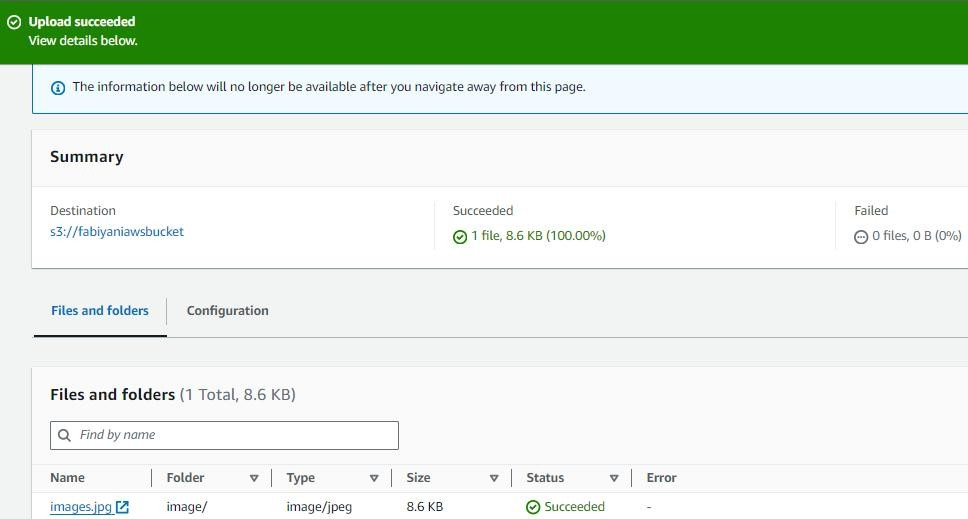 Upload succeeded
View details below.
The information below will no longer be available after you navigate away from this page.
Summary
Destination
s3://fabiyaniawsbucket
Succeeded
1 file, 8.6 KB (100.00%)
Failed
0 files, 0 B (0%)
Files and folders
Configuration
Files and folders (1 Total, 8.6 KB)
Find by name
Name Folder Type Size Status Error
images.jpg image/ image/jpeg 8.6 KB Succeeded -